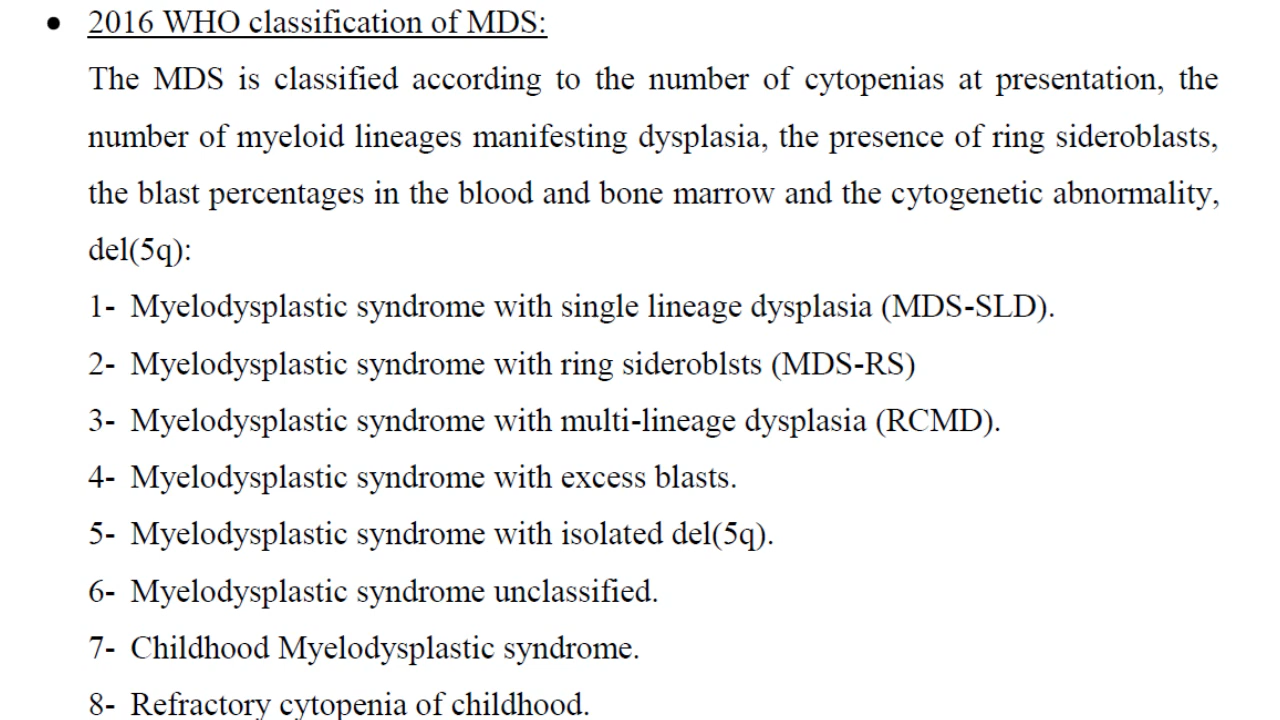 • 2016 WHO classification of MDS:
The MDS is classified according to the number of cytopenias at presentation, the
number of myeloid lineages manifesting dysplasia, the presence of ring sideroblasts,
the blast percentages in the blood and bone marrow and the cytogenetic abnormality,
del(5q):
1- Myelodysplastic syndrome with single lineage dysplasia (MDS-SLD).
2- Myelodysplastic syndrome with ring sideroblsts (MDS-RS)
3- Myelodysplastic syndrome with multi-lineage dysplasia (RCMD).
4- Myelodysplastic syndrome with excess blasts.
5- Myelodysplastic syndrome with isolated del(5q).
6- Myelodysplastic syndrome unclassified.
7- Childhood Myelodysplastic syndrome.
8- Refractory cytopenia of childhood.